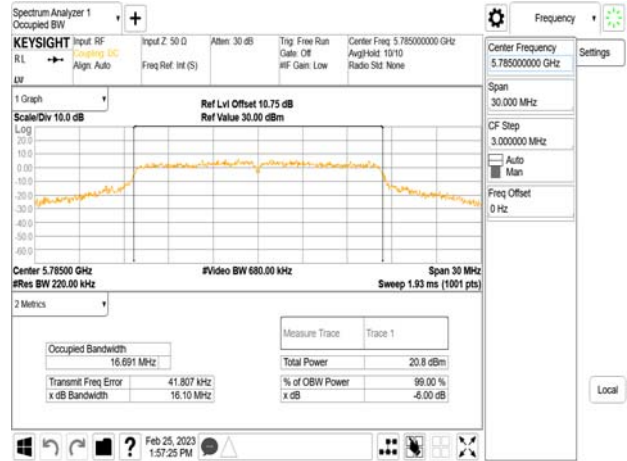 Spectrum Analyzer 1
Occupied BW
Frequency
KEYSIGHT Input: RF
Coupling: DC
Align: Auto
RL
LXI
Input Z: 50 Ω
Freq Ref: Int (S)
Atten: 30 dB
Trig: Free Run
Gate: Off
#IF Gain: Low
Center Freq: 5.785000000 GHz
Avg|Hold: 10/10
Radio Std: None
Center Frequency
5.785000000 GHz
Settings
Span
30.000 MHz
CF Step
3.000000 MHz
Auto
Man
Freq Offset
0 Hz
Local
1 Graph
Scale/Div 10.0 dB
Ref Lvl Offset 10.75 dB
Ref Value 30.00 dBm
Log
20.0
10.0
0.00
-10.0
-20.0
-30.0
-40.0
-50.0
-60.0
Center 5.78500 GHz
#Res BW 220.00 kHz
#Video BW 680.00 kHz
Span 30 MHz
Sweep 1.93 ms (1001 pts)
2 Metrics
Measure Trace Trace 1
Occupied Bandwidth
16.691 MHz
Total Power 20.8 dBm
Transmit Freq Error 41.807 kHz
% of OBW Power 99.00 %
x dB Bandwidth 16.10 MHz
x dB -6.00 dB
?
Feb 25, 2023
1:57:25 PM